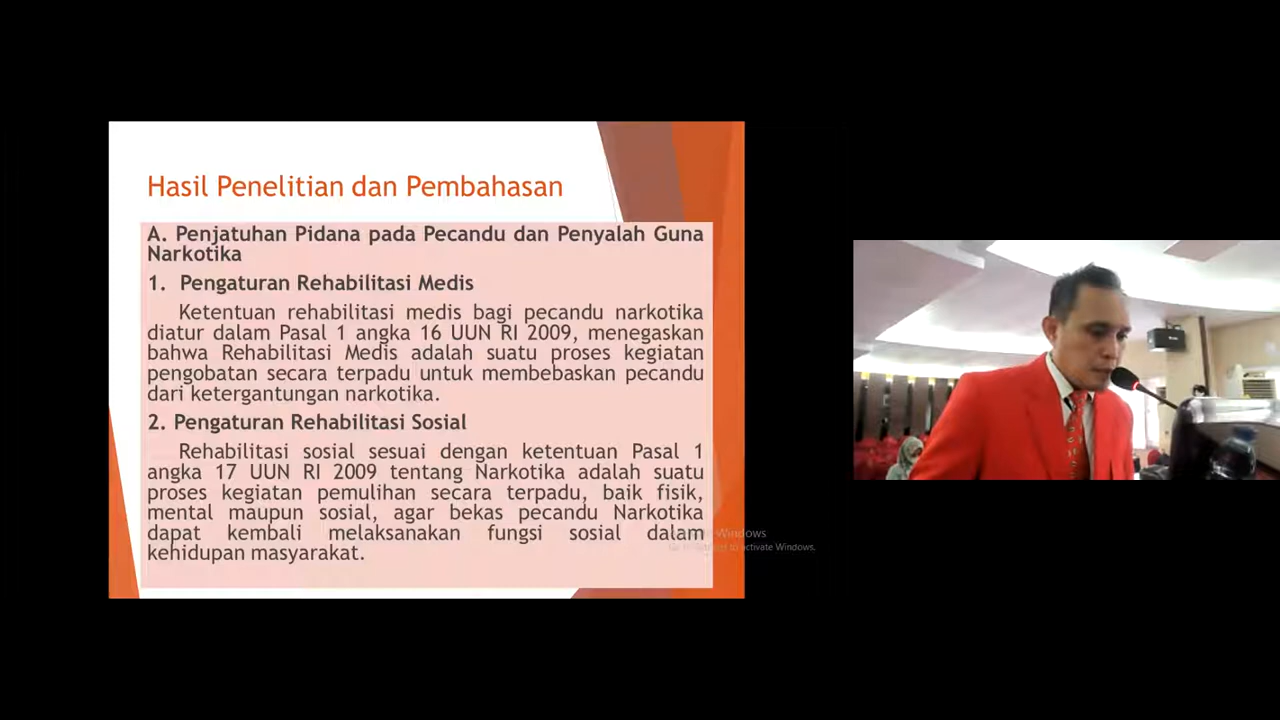 Hasil Penelitian dan Pembahasan
A. Penjatuhan Pidana pada Pecandu dan Penyalah Guna
Narkotika
1. Pengaturan Rehabilitasi Medis
Ketentuan rehabilitasi medis bagi pecandu narkotika
diatur dalam Pasal 1 angka 16 UUN RI 2009, menegaskan
bahwa Rehabilitasi Medis adalah suatu proses kegiatan
pengobatan secara terpadu untuk membebaskan pecandu
dari ketergantungan narkotika.
2. Pengaturan Rehabilitasi Sosial
Rehabilitasi sosial sesuai dengan ketentuan Pasal 1
angka 17 UUN RI 2009 tentang Narkotika adalah suatu
proses kegiatan pemulihan secara terpadu, baik fisik,
mental maupun sosial, agar bekas pecandu Narkotika
dapat kembali melaksanakan fungsi sosial dalam
kehidupan masyarakat.
Windows
to activate Windows.